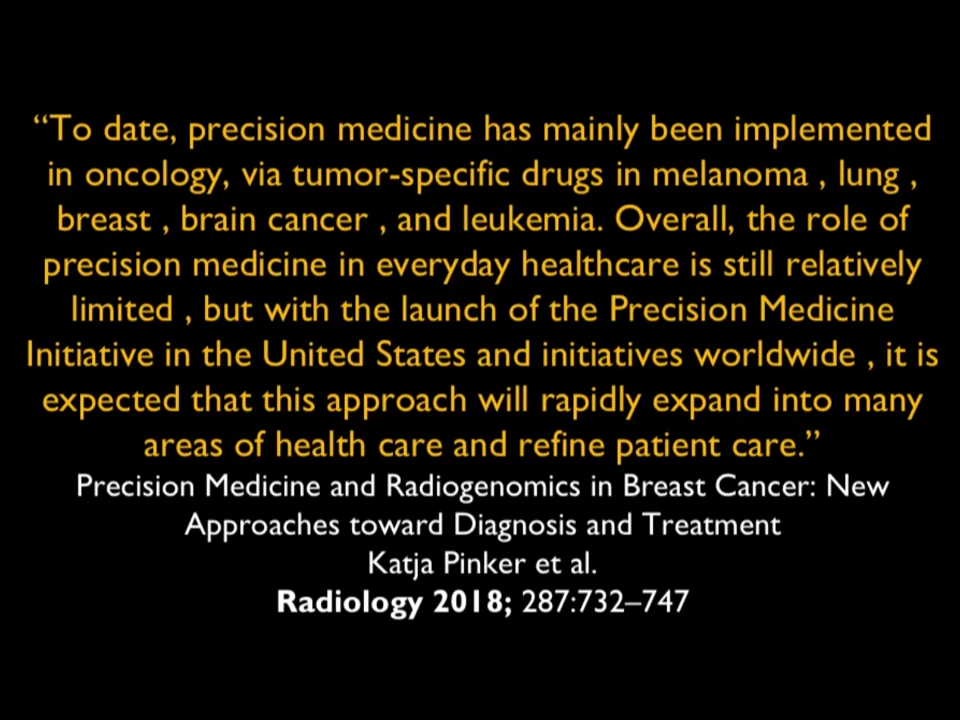 “To date, precision medicine has mainly been implemented
in oncology, via tumor-specific drugs in melanoma , lung ,
breast , brain cancer , and leukemia. Overall, the role of
precision medicine in everyday healthcare is still relatively
limited , but with the launch of the Precision Medicine
Initiative in the United States and initiatives worldwide , it is
expected that this approach will rapidly expand into many
areas of health care and refine patient care.”
Precision Medicine and Radiogenomics in Breast Cancer: New
Approaches toward Diagnosis and Treatment
Katja Pinker et al.
Radiology 2018; 287:732–747